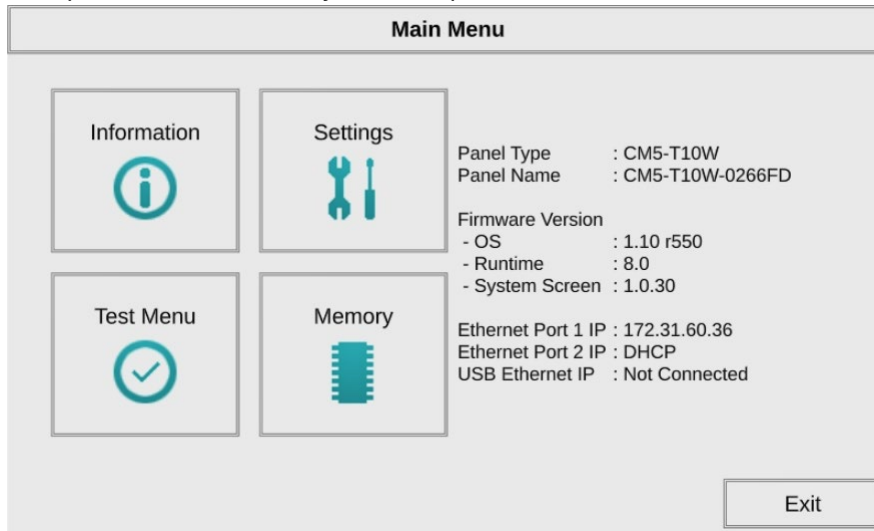 Main Menu
Information
Settings
Test Menu
Memory
Panel Type : CM5-T10W
Panel Name : CM5-T10W-0266FD
Firmware Version
- OS : 1.10 r550
- Runtime : 8.0
- System Screen : 1.0.30
Ethernet Port 1 IP : 172.31.60.36
Ethernet Port 2 IP : DHCP
USB Ethernet IP : Not Connected
Exit